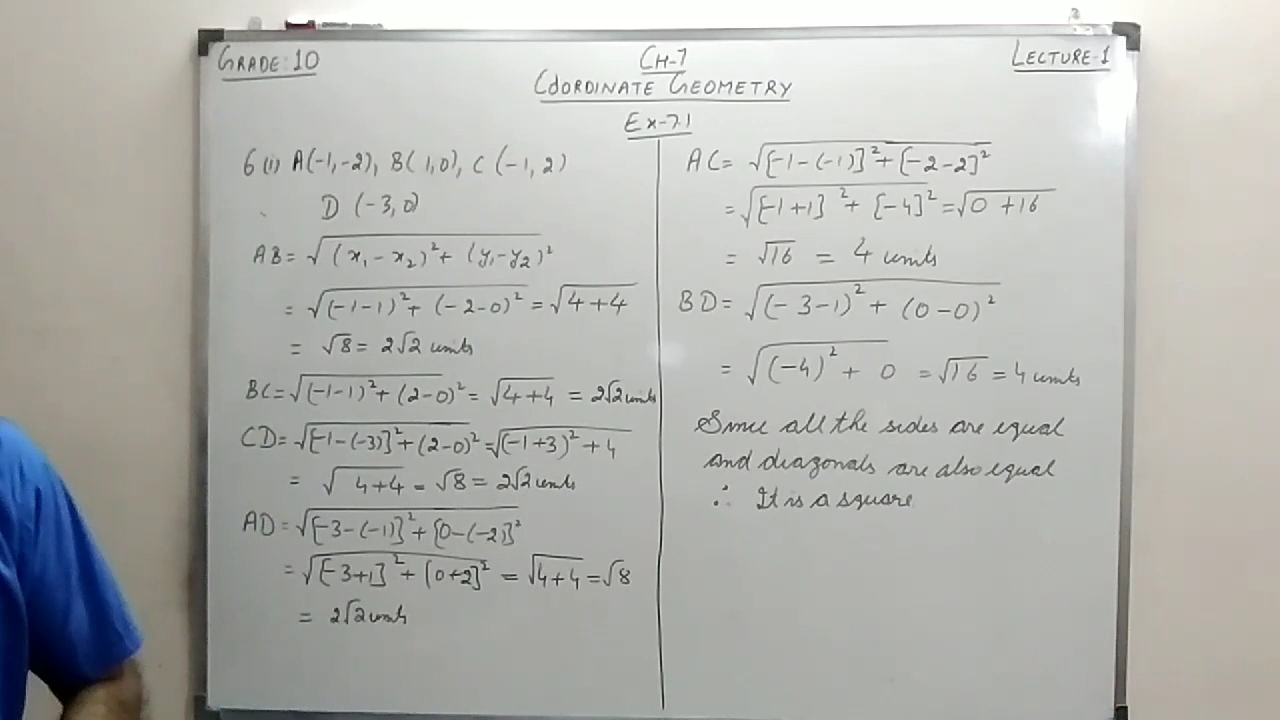 GRADE: 10
CH-7
LECTURE-1
COORDINATE GEOMETRY
Ex-7.1
6 (i) A(-1,-2), B(1,0), C(-1,2)
D (-3,0)
AB = √(x₁-x₂)²+(y₁-y₂)²
= √(-1-1)²+(-2-0)² = √4+4
= √8 = 2√2 units
BC = √(-1-1)²+(2-0)² = √4+4 = 2√2 units
CD = √[-1-(-3)]²+(2-0)² = √(-1+3)²+4
= √4+4 = √8 = 2√2 units
AD = √[-3-(-1)]²+[0-(-2)]²
= √[-3+1]²+[0+2]² = √4+4 = √8
= 2√2 units
AC = √[-1-(-1)]²+[-2-2]²
= √[-1+1]²+[-4]² = √0+16
= √16 = 4 units
BD = √(-3-1)²+(0-0)²
= √(-4)²+0 = √16 = 4 units
Since all the sides are equal
and diagonals are also equal
∴ It is a square